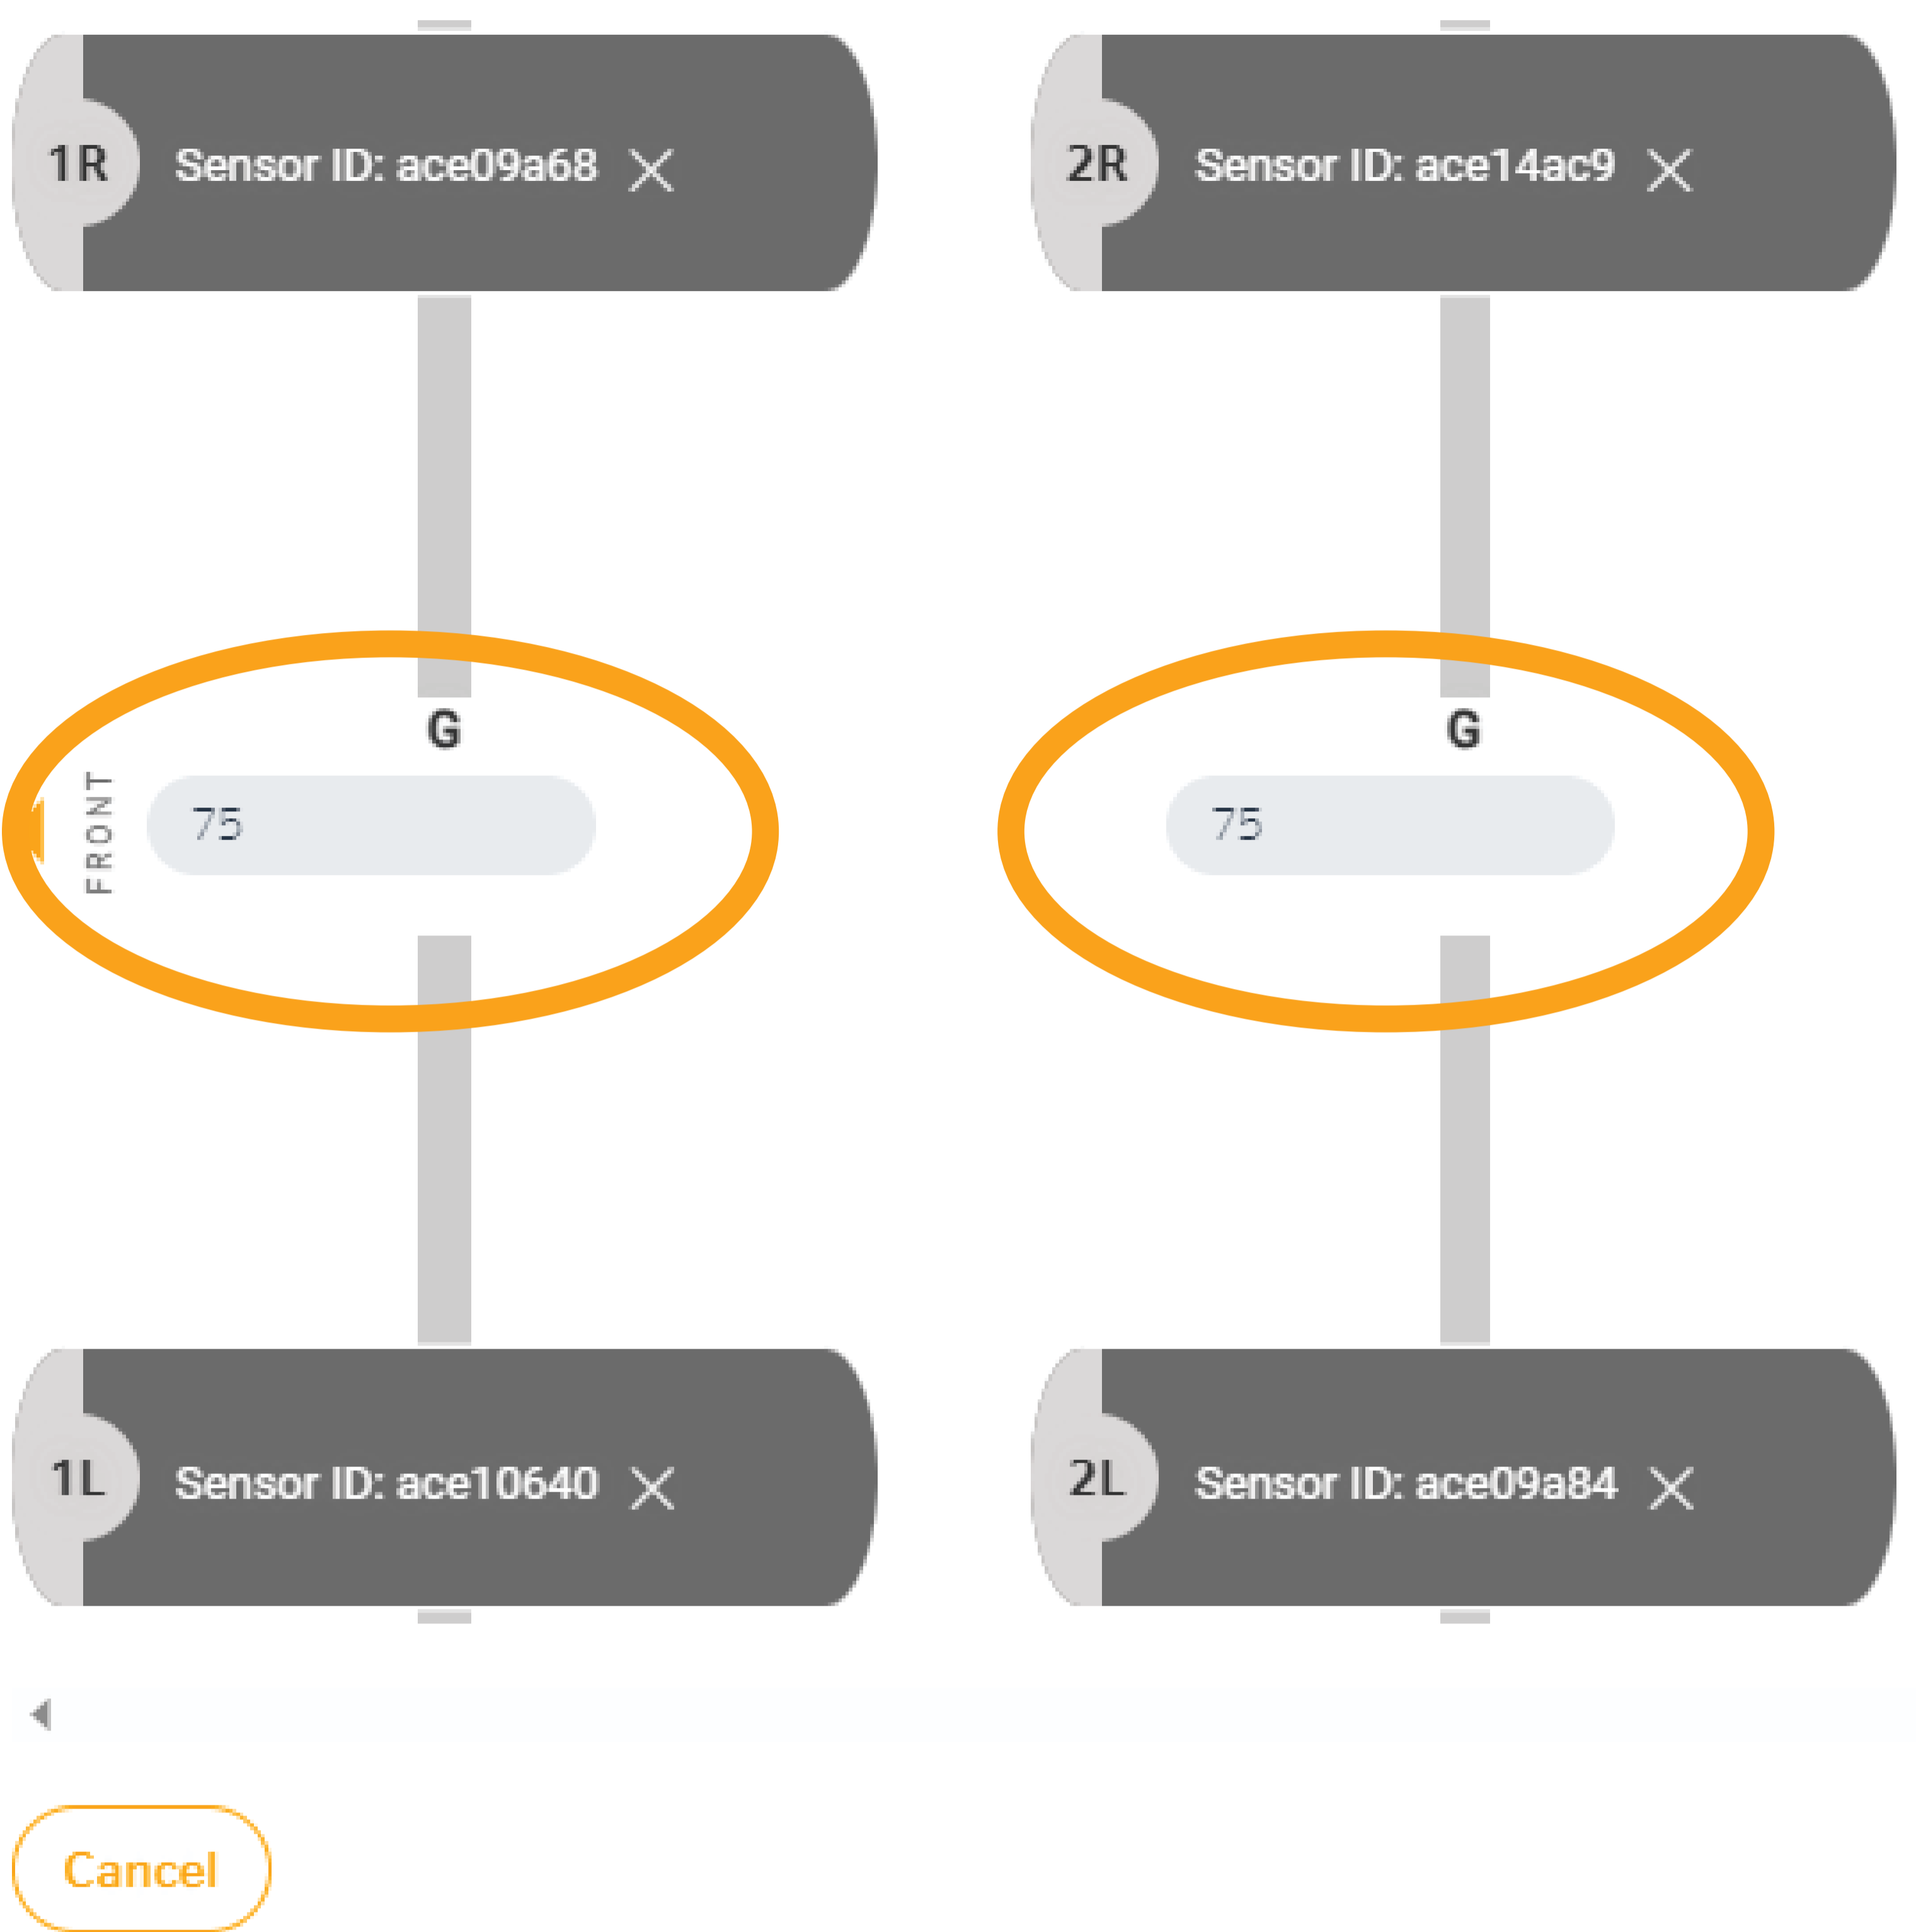 1R Sensor ID: ace09a68
2R Sensor ID: ace14ac9
G
G
FRONT
75
75
1L Sensor ID: ace10640
2L Sensor ID: ace09a84
Cancel